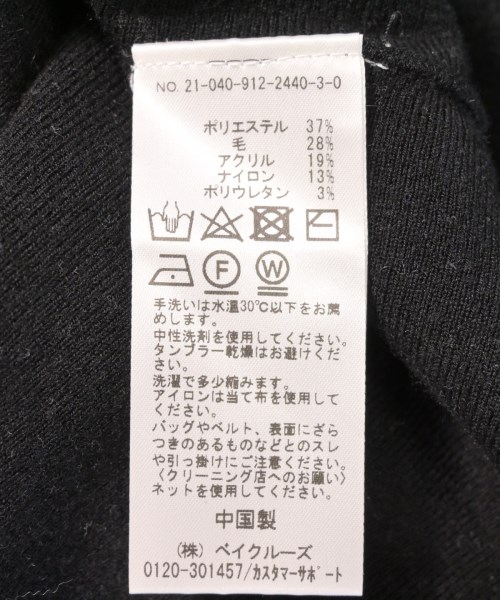 NO. 21-040-912-2440-3-0
ポリエステル 37%
毛 28%
アクリル 19%
ナイロン 13%
ポリウレタン 3%
F W
手洗いは水温30℃以下をお薦
めします。
中性洗剤を使用してください。
タンブラー乾燥はお避けくだ
さい。
洗濯で多少縮みます。
アイロンは当て布を使用して
ください。
バッグやベルト、表面にざら
つきのあるものなどとのスレ
や引っ掛けにご注意ください。
〈クリーニング店へのお願い〉
ネットを使用してください。
中国製
(株) ベイクルーズ
0120-301457/カスタマーサポート